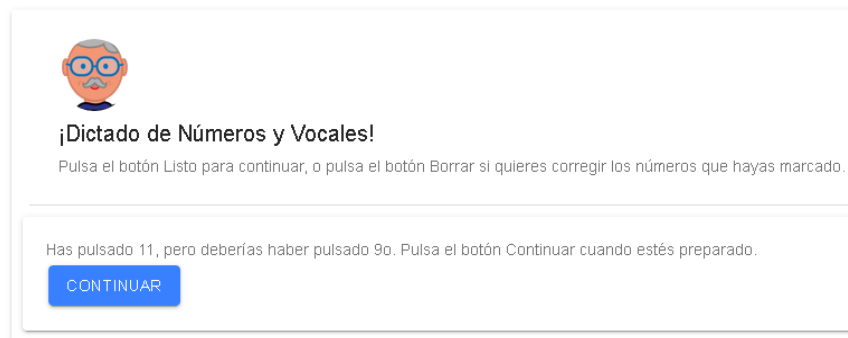 ¡Dictado de Números y Vocales!
Pulsa el botón Listo para continuar, o pulsa el botón Borrar si quieres corregir los números que hayas marcado.
Has pulsado 11, pero deberías haber pulsado 9o. Pulsa el botón Continuar cuando estés preparado.
CONTINUAR